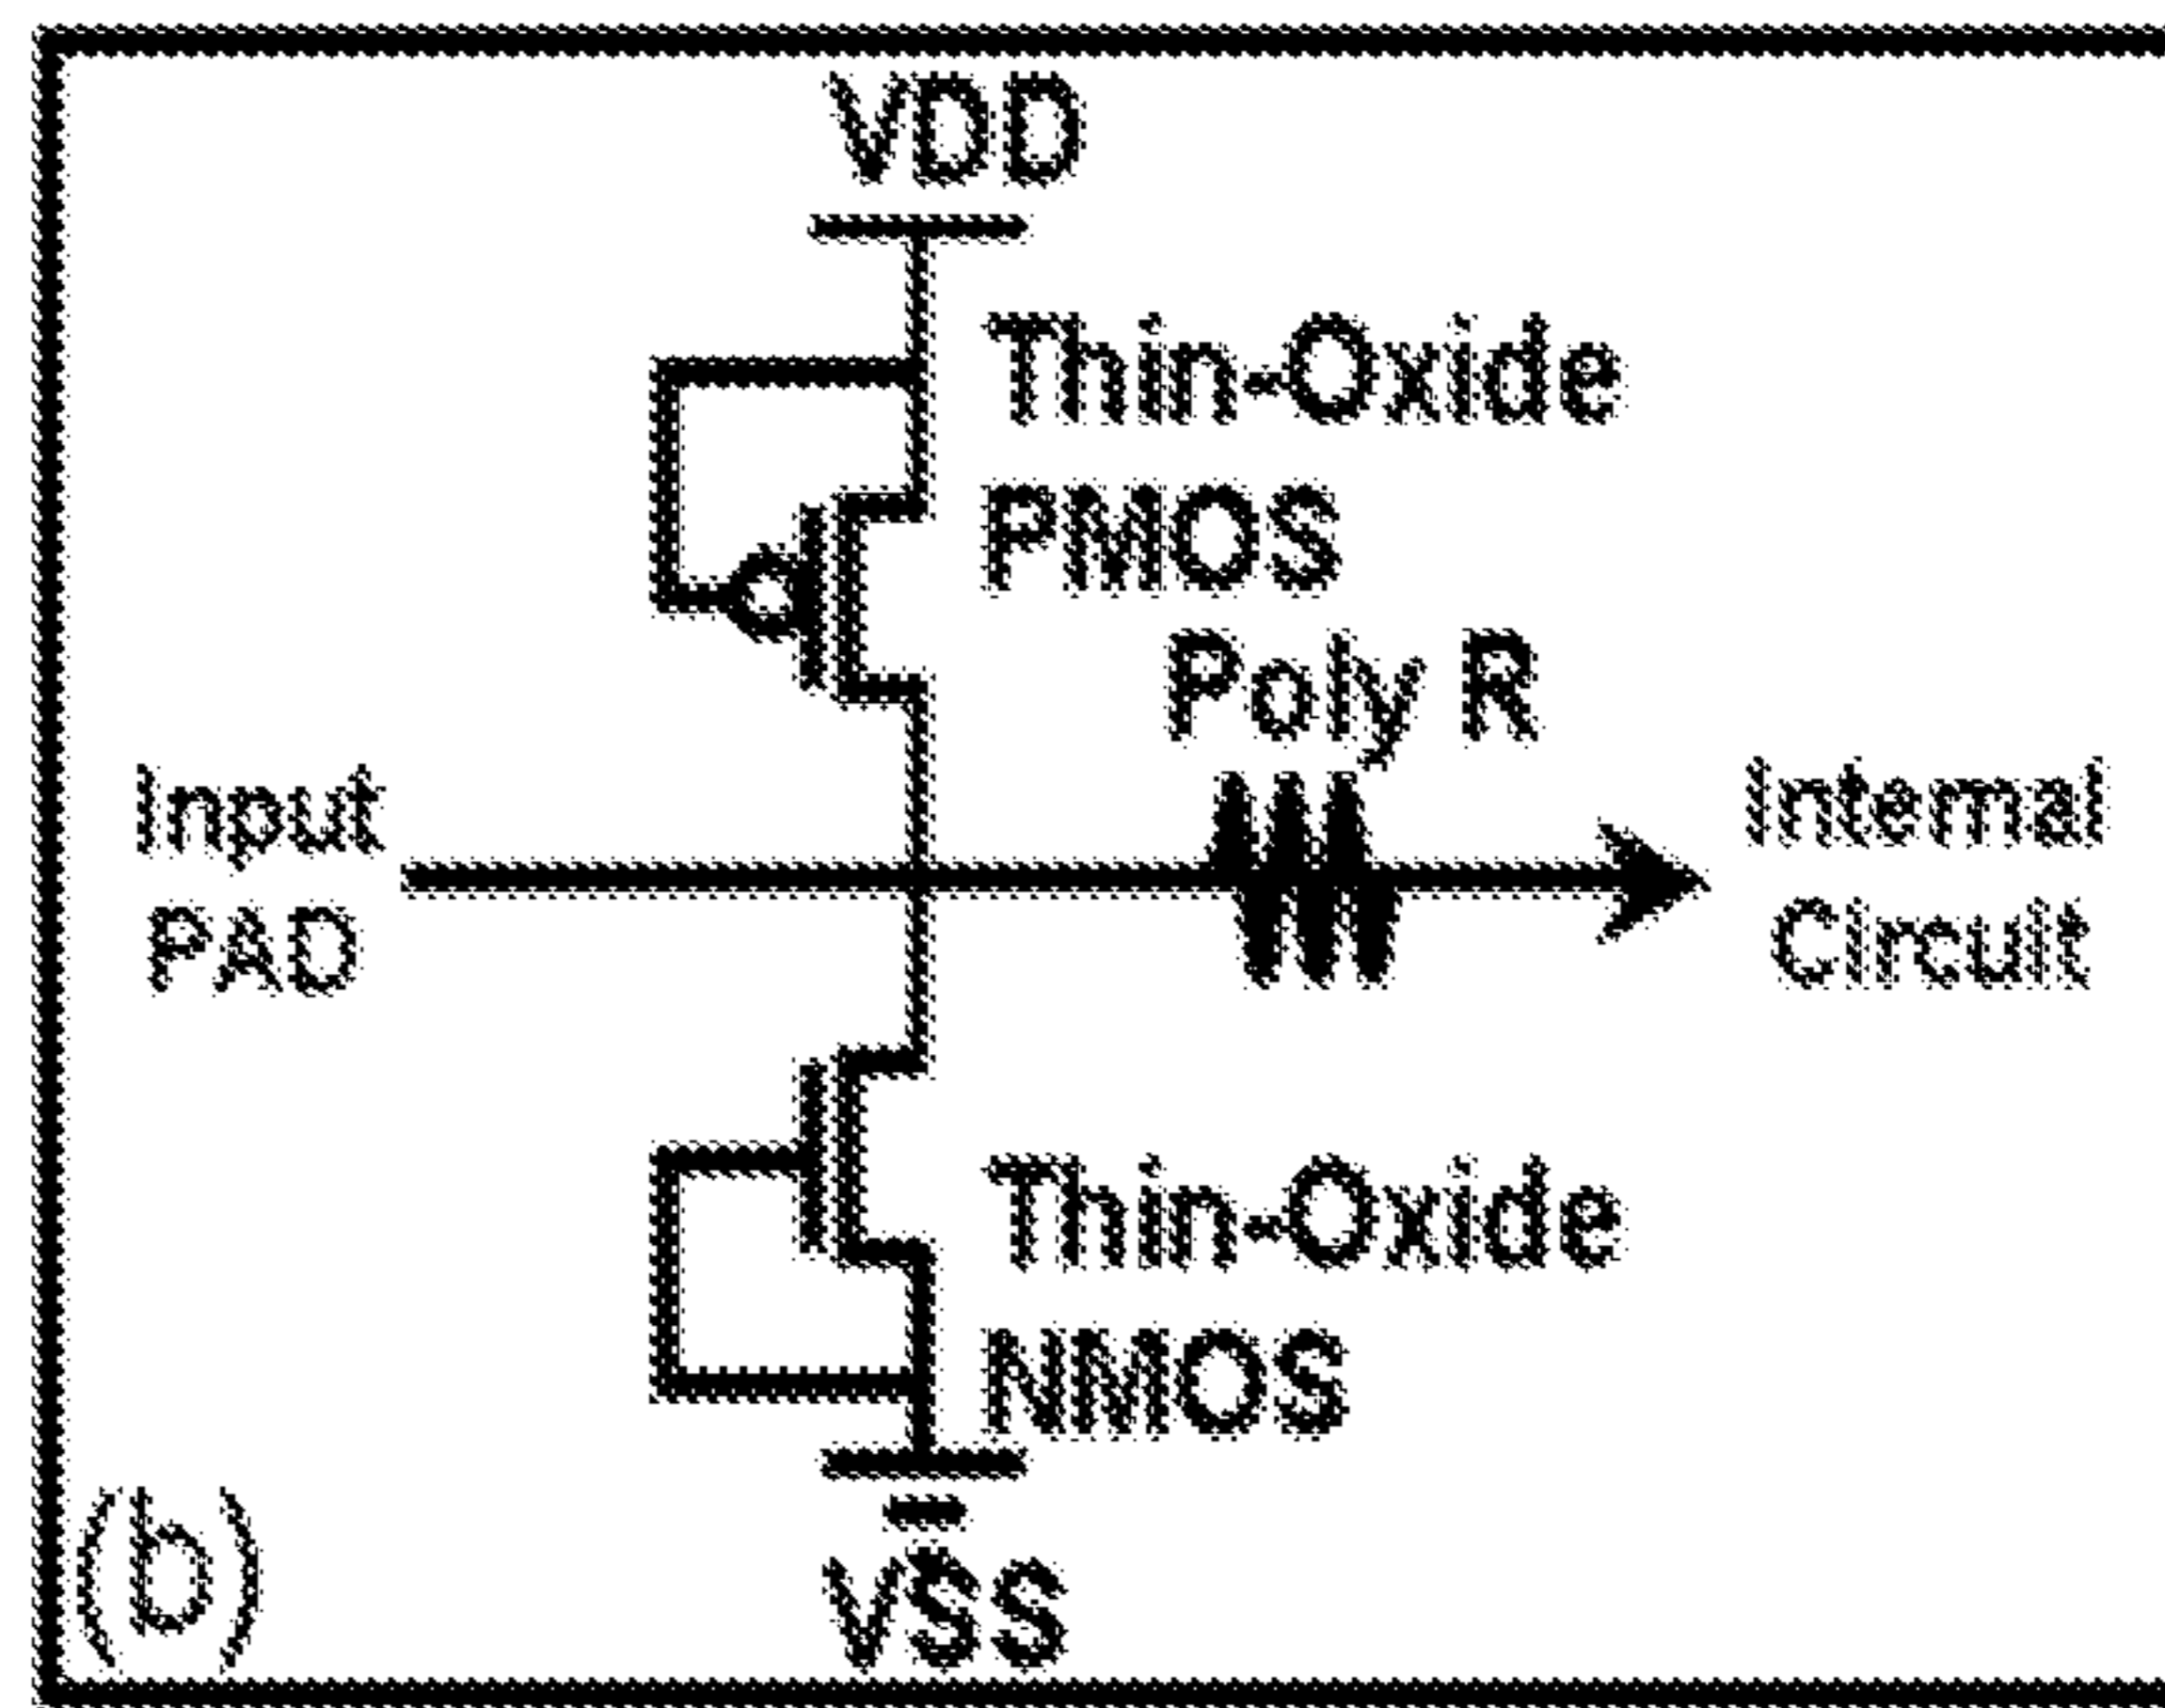 VDD
Thin-Oxide
PMOS
Poly R
Input
PAD
Internal
Circuit
Thin-Oxide
NMOS
(b)
VSS